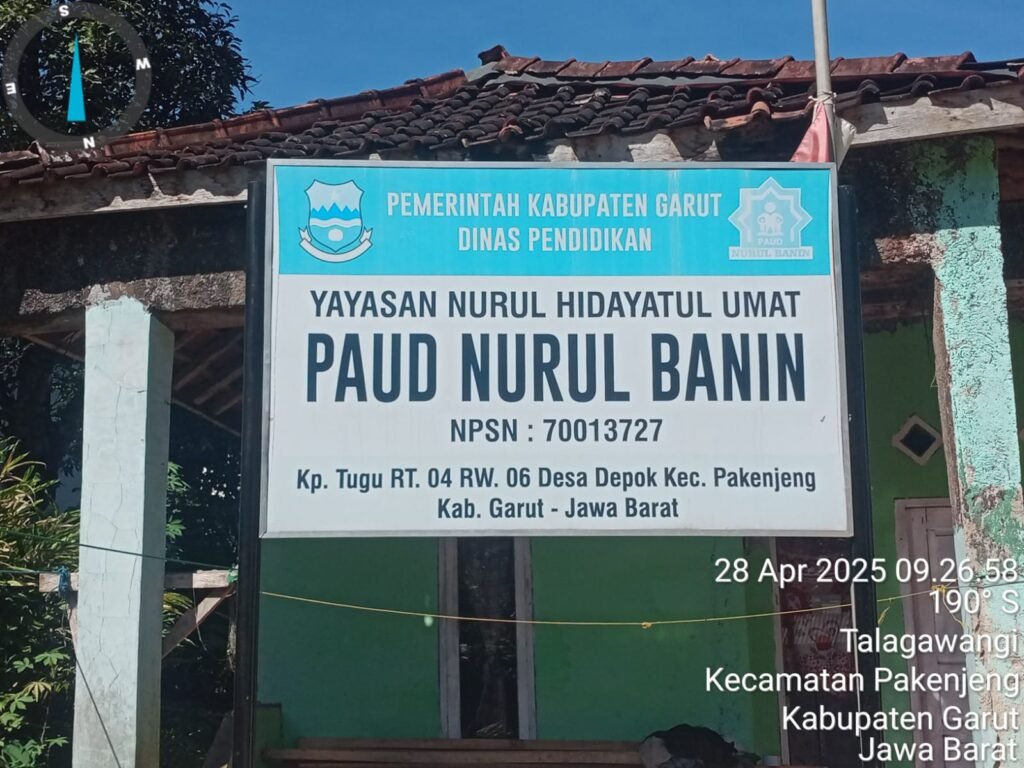 S
W
E
N
PEMERINTAH KABUPATEN GARUT
DINAS PENDIDIKAN
PAUD
NURUL BANIN
YAYASAN NURUL HIDAYATUL UMAT
PAUD NURUL BANIN
NPSN : 70013727
Kp. Tugu RT. 04 RW. 06 Desa Depok Kec. Pakenjeng
Kab. Garut - Jawa Barat
28 Apr 2025 09.26.58
190° S
Talagawangi
Kecamatan Pakenjeng
Kabupaten Garut
Jawa Barat